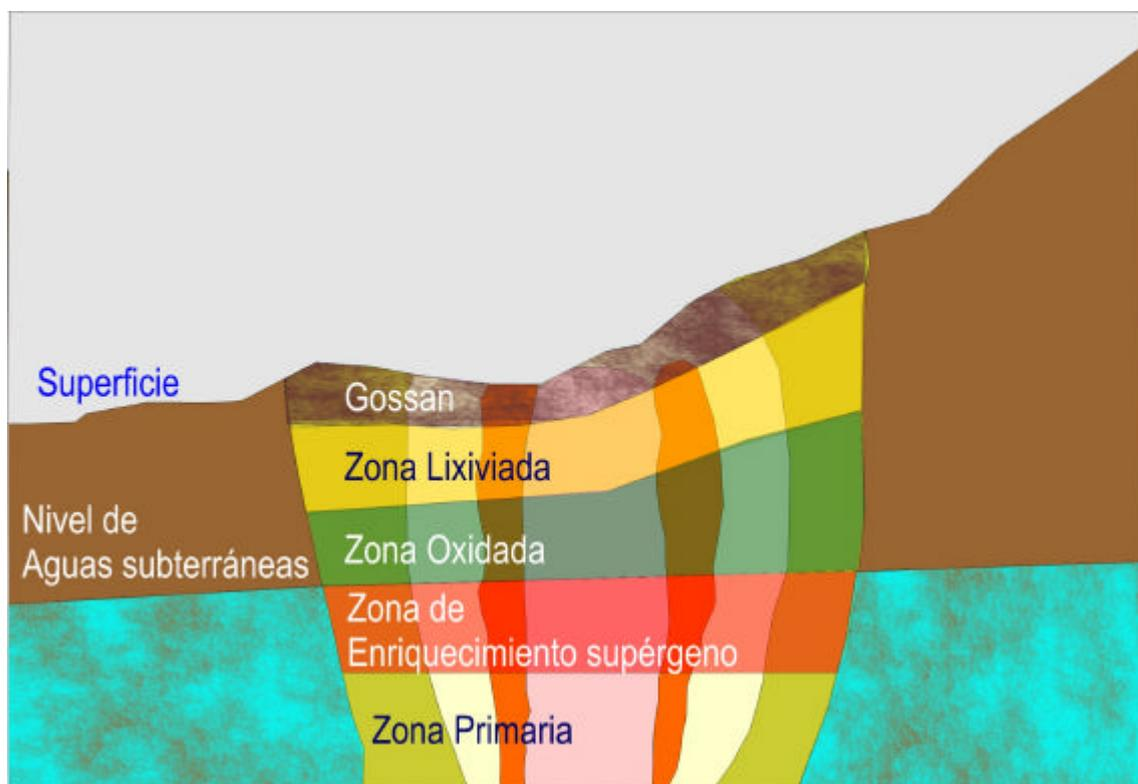 Superficie
Gossan
Zona Lixiviada
Nivel de
Aguas subterráneas
Zona Oxidada
Zona de
Enriquecimiento supérgeno
Zona Primaria